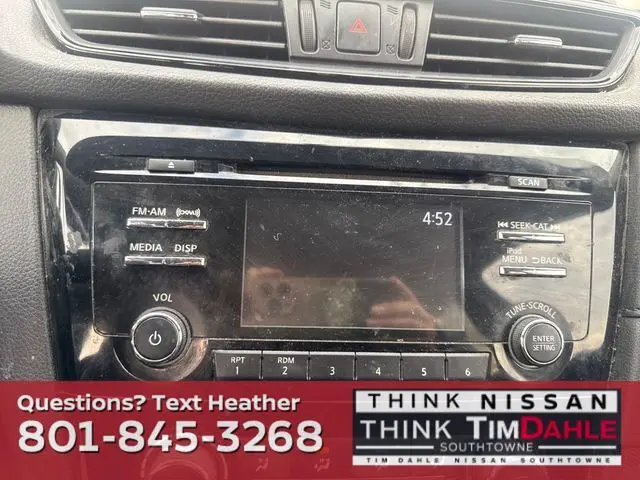 4:52
SCAN
FM-AM
MEDIA DISP
SEEK-CAT
iPod
MENU BACK
VOL
TUNE-SCROLL
ENTER
SETTING
RPT
1
RDM
2
3
4
5
6
Questions? Text Heather
801-845-3268
THINK NISSAN
THINK TIMDAHLE
SOUTHTOWNE
TIM DAHLE NISSAN SOUTHTOWNE